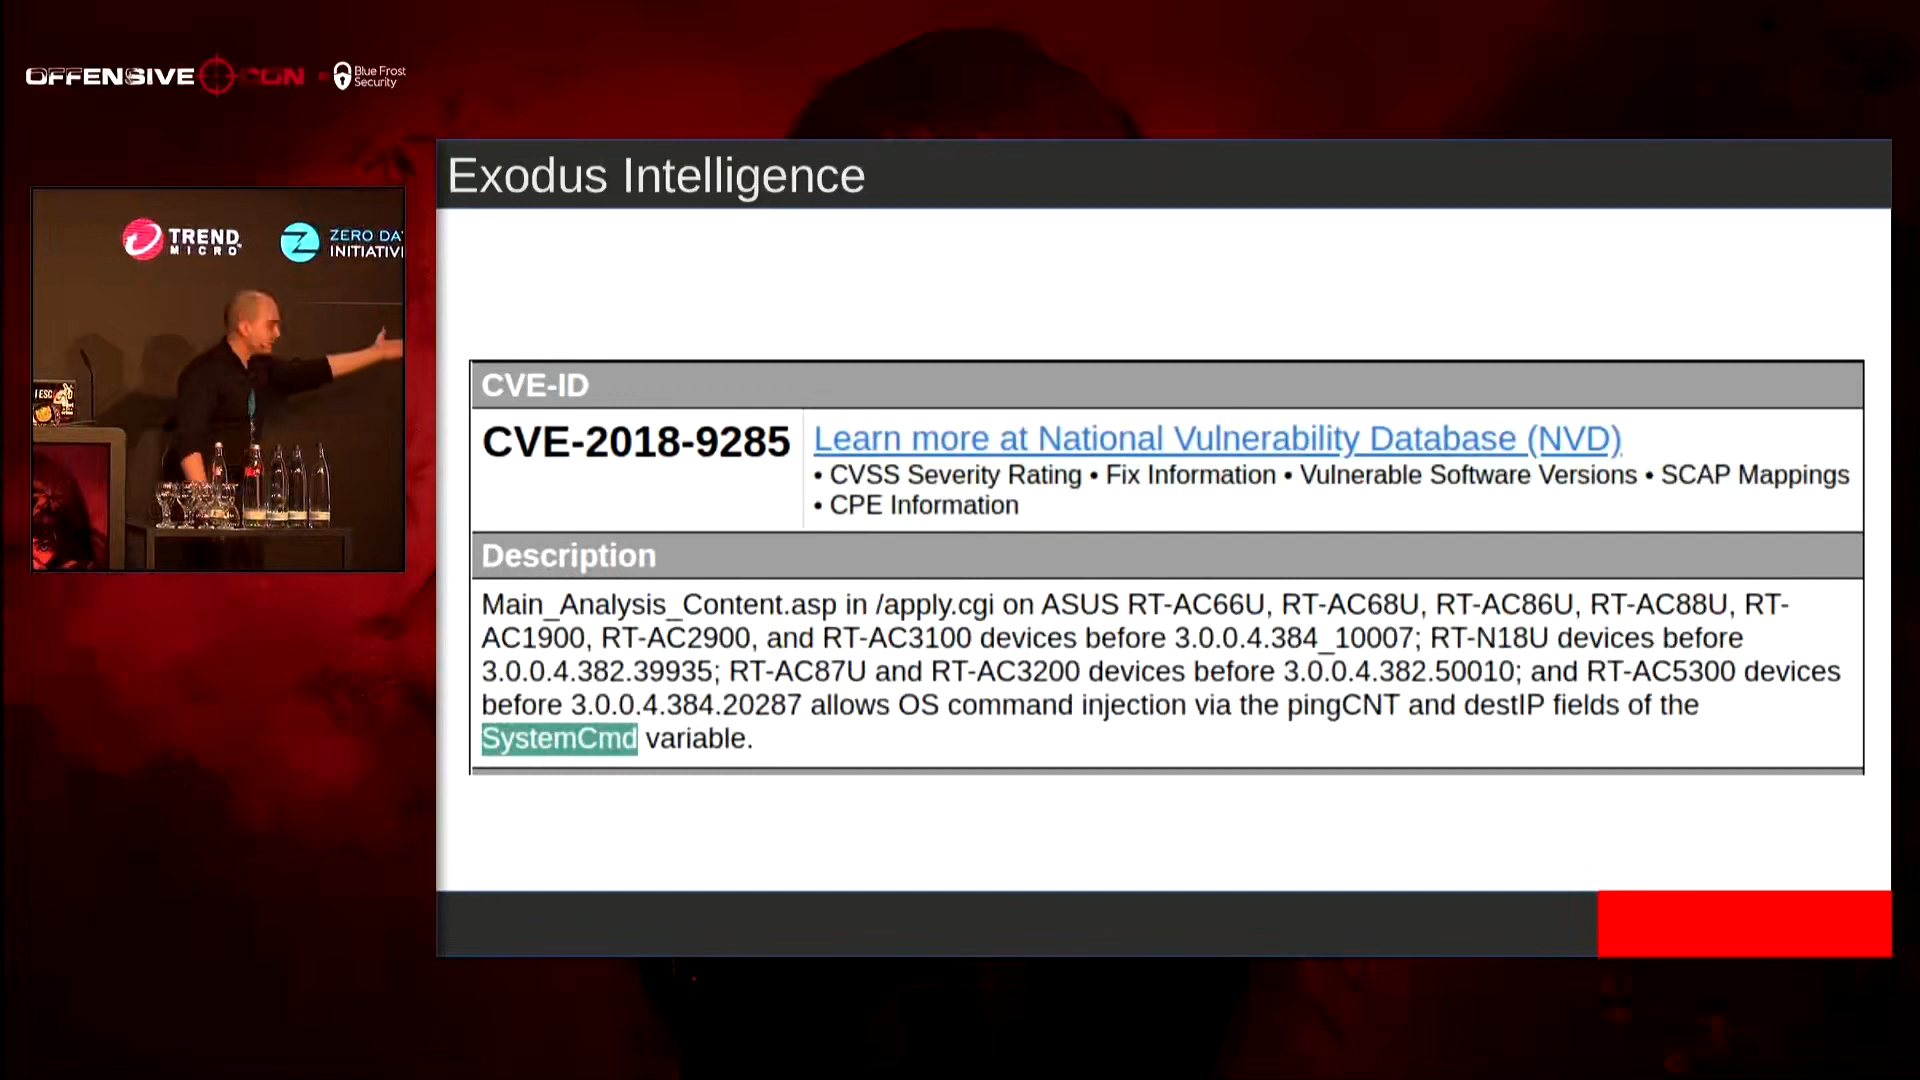 OFFENSIVE CON
Blue Frost
Security
TREND
MICRO
ZERO DA
INITIATIV
Exodus Intelligence
CVE-ID
CVE-2018-9285
Learn more at National Vulnerability Database (NVD)
• CVSS Severity Rating • Fix Information • Vulnerable Software Versions • SCAP Mappings
• CPE Information
Description
Main_Analysis_Content.asp in /apply.cgi on ASUS RT-AC66U, RT-AC68U, RT-AC86U, RT-AC88U, RT-
AC1900, RT-AC2900, and RT-AC3100 devices before 3.0.0.4.384_10007; RT-N18U devices before
3.0.0.4.382.39935; RT-AC87U and RT-AC3200 devices before 3.0.0.4.382.50010; and RT-AC5300 devices
before 3.0.0.4.384.20287 allows OS command injection via the pingCNT and destIP fields of the
SystemCmd variable.